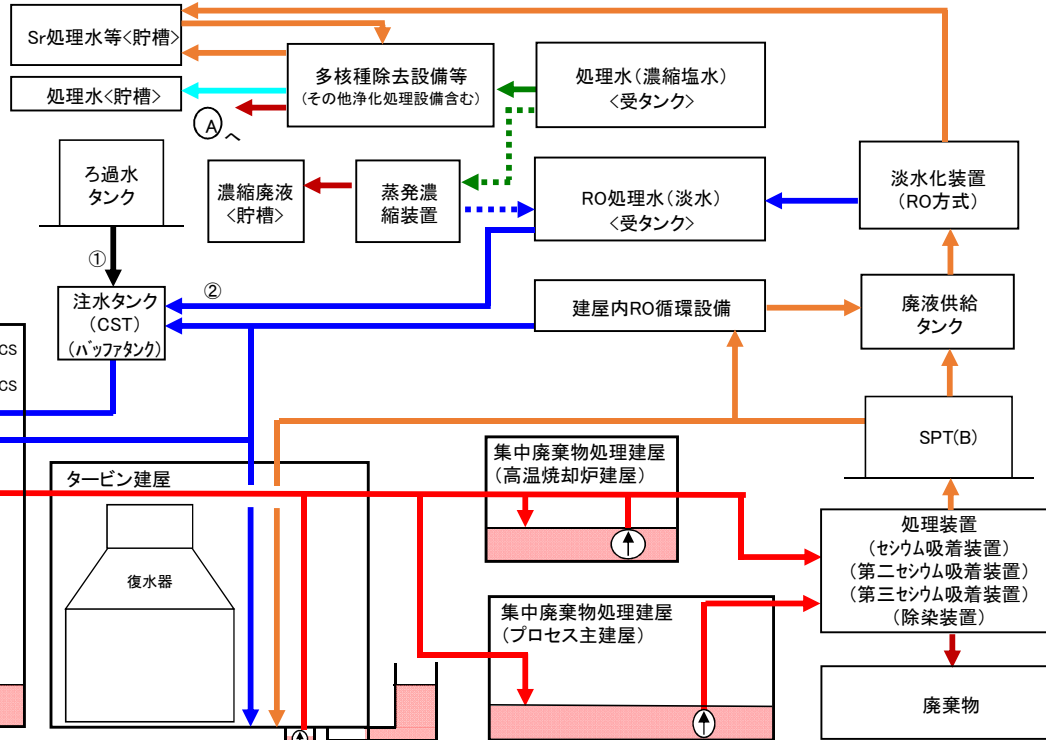 Sr処理水等<貯槽>
処理水<貯槽>
多核種除去設備等
(その他浄化処理設備含む)
処理水(濃縮塩水)
<受タンク>
Aへ
ろ過水
タンク
濃縮廃液
<貯槽>
蒸発濃
縮装置
RO処理水(淡水)
<受タンク>
淡水化装置
(RO方式)
①
②
注水タンク
(CST)
(バッファタンク)
建屋内RO循環設備
廃液供給
タンク
CS
CS
SPT(B)
タービン建屋
復水器
集中廃棄物処理建屋
(高温焼却炉建屋)
集中廃棄物処理建屋
(プロセス主建屋)
処理装置
(セシウム吸着装置)
(第二セシウム吸着装置)
(第三セシウム吸着装置)
(除染装置)
廃棄物